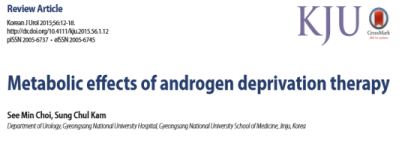 Review Article
Korean J Urol 2015;56:12-18.
http://dx.doi.org/10.4111/kju.2015.56.1.12
pISSN 2005-6737 • eISSN 2005-6745
KJU
CrossMark
Metabolic effects of androgen deprivation therapy
See Min Choi, Sung Chul Kam
Department of Urology, Gyeongsang National University Hospital, Gyeongsang National University School of Medicine, Jinju, Korea